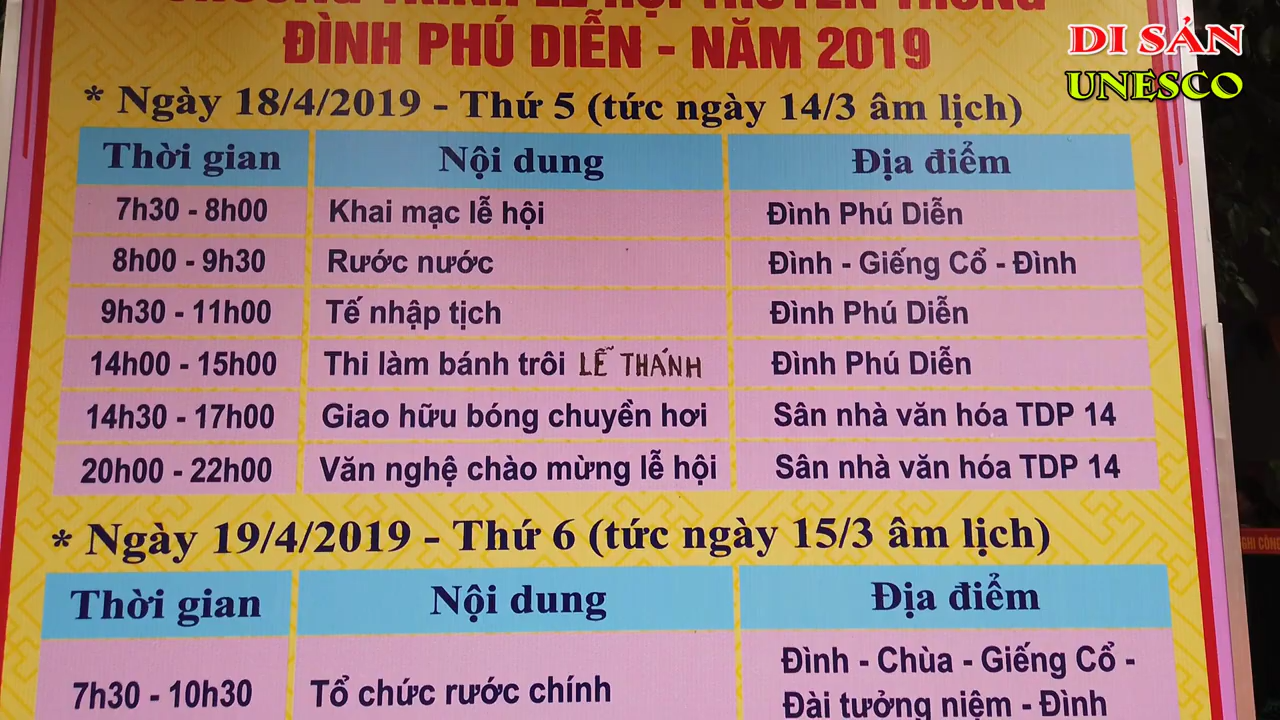 CHƯƠNG TRÌNH LỄ HỘI TRUYỀN THỐNG
ĐÌNH PHÚ DIỄN - NĂM 2019
DI SẢN
UNESCO
* Ngày 18/4/2019 - Thứ 5 (tức ngày 14/3 âm lịch)
Thời gian Nội dung Địa điểm
7h30 - 8h00 Khai mạc lễ hội Đình Phú Diễn
8h00 - 9h30 Rước nước Đình - Giếng Cổ - Đình
9h30 - 11h00 Tế nhập tịch Đình Phú Diễn
14h00 - 15h00 Thi làm bánh trôi LỄ THÁNH Đình Phú Diễn
14h30 - 17h00 Giao hữu bóng chuyền hơi Sân nhà văn hóa TDP 14
20h00 - 22h00 Văn nghệ chào mừng lễ hội Sân nhà văn hóa TDP 14
* Ngày 19/4/2019 - Thứ 6 (tức ngày 15/3 âm lịch)
Thời gian Nội dung Địa điểm
7h30 - 10h30 Tổ chức rước chính Đình - Chùa - Giếng Cổ -
Đài tưởng niệm - Đình